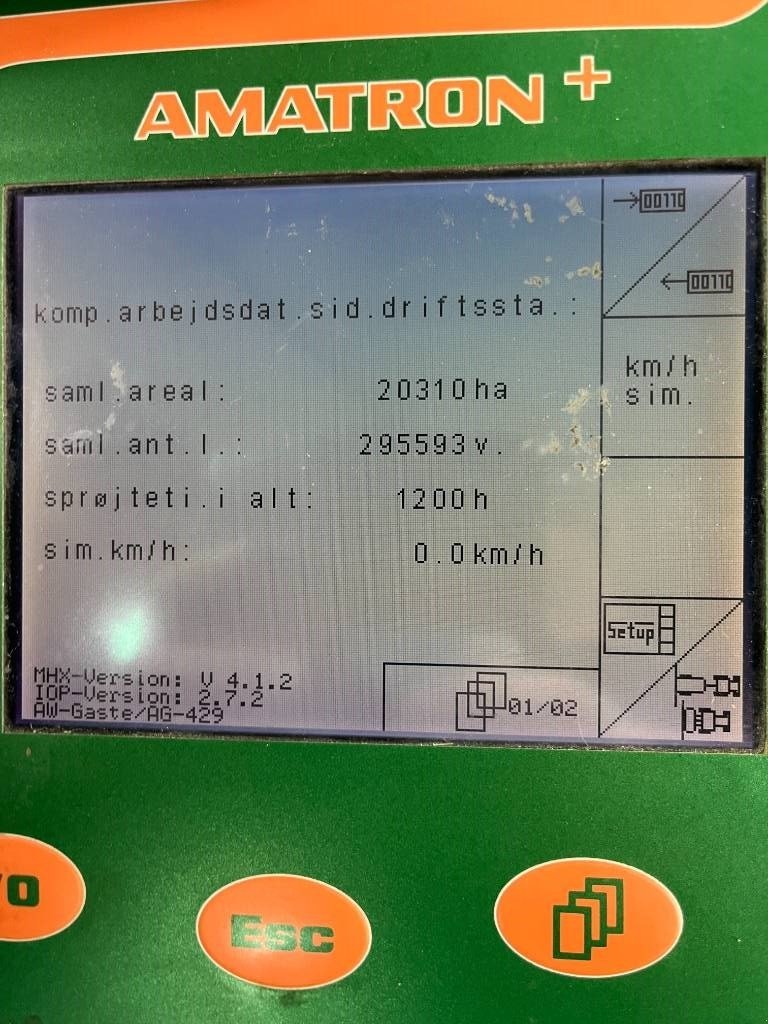 AMATRON+
00110
00110
komp.arbejdsdat.sid.driftssta.:
km/h
sim.
saml.areal: 20310ha
saml.ant.l.: 295593v.
sprøjteti.i alt: 1200h
sim.km/h: 0.0km/h
Setup
MHX-Version: V 4.1.2
IOP-Version: 2.7.2
AW-Gaste/AG-429
01/02
/0
Esc